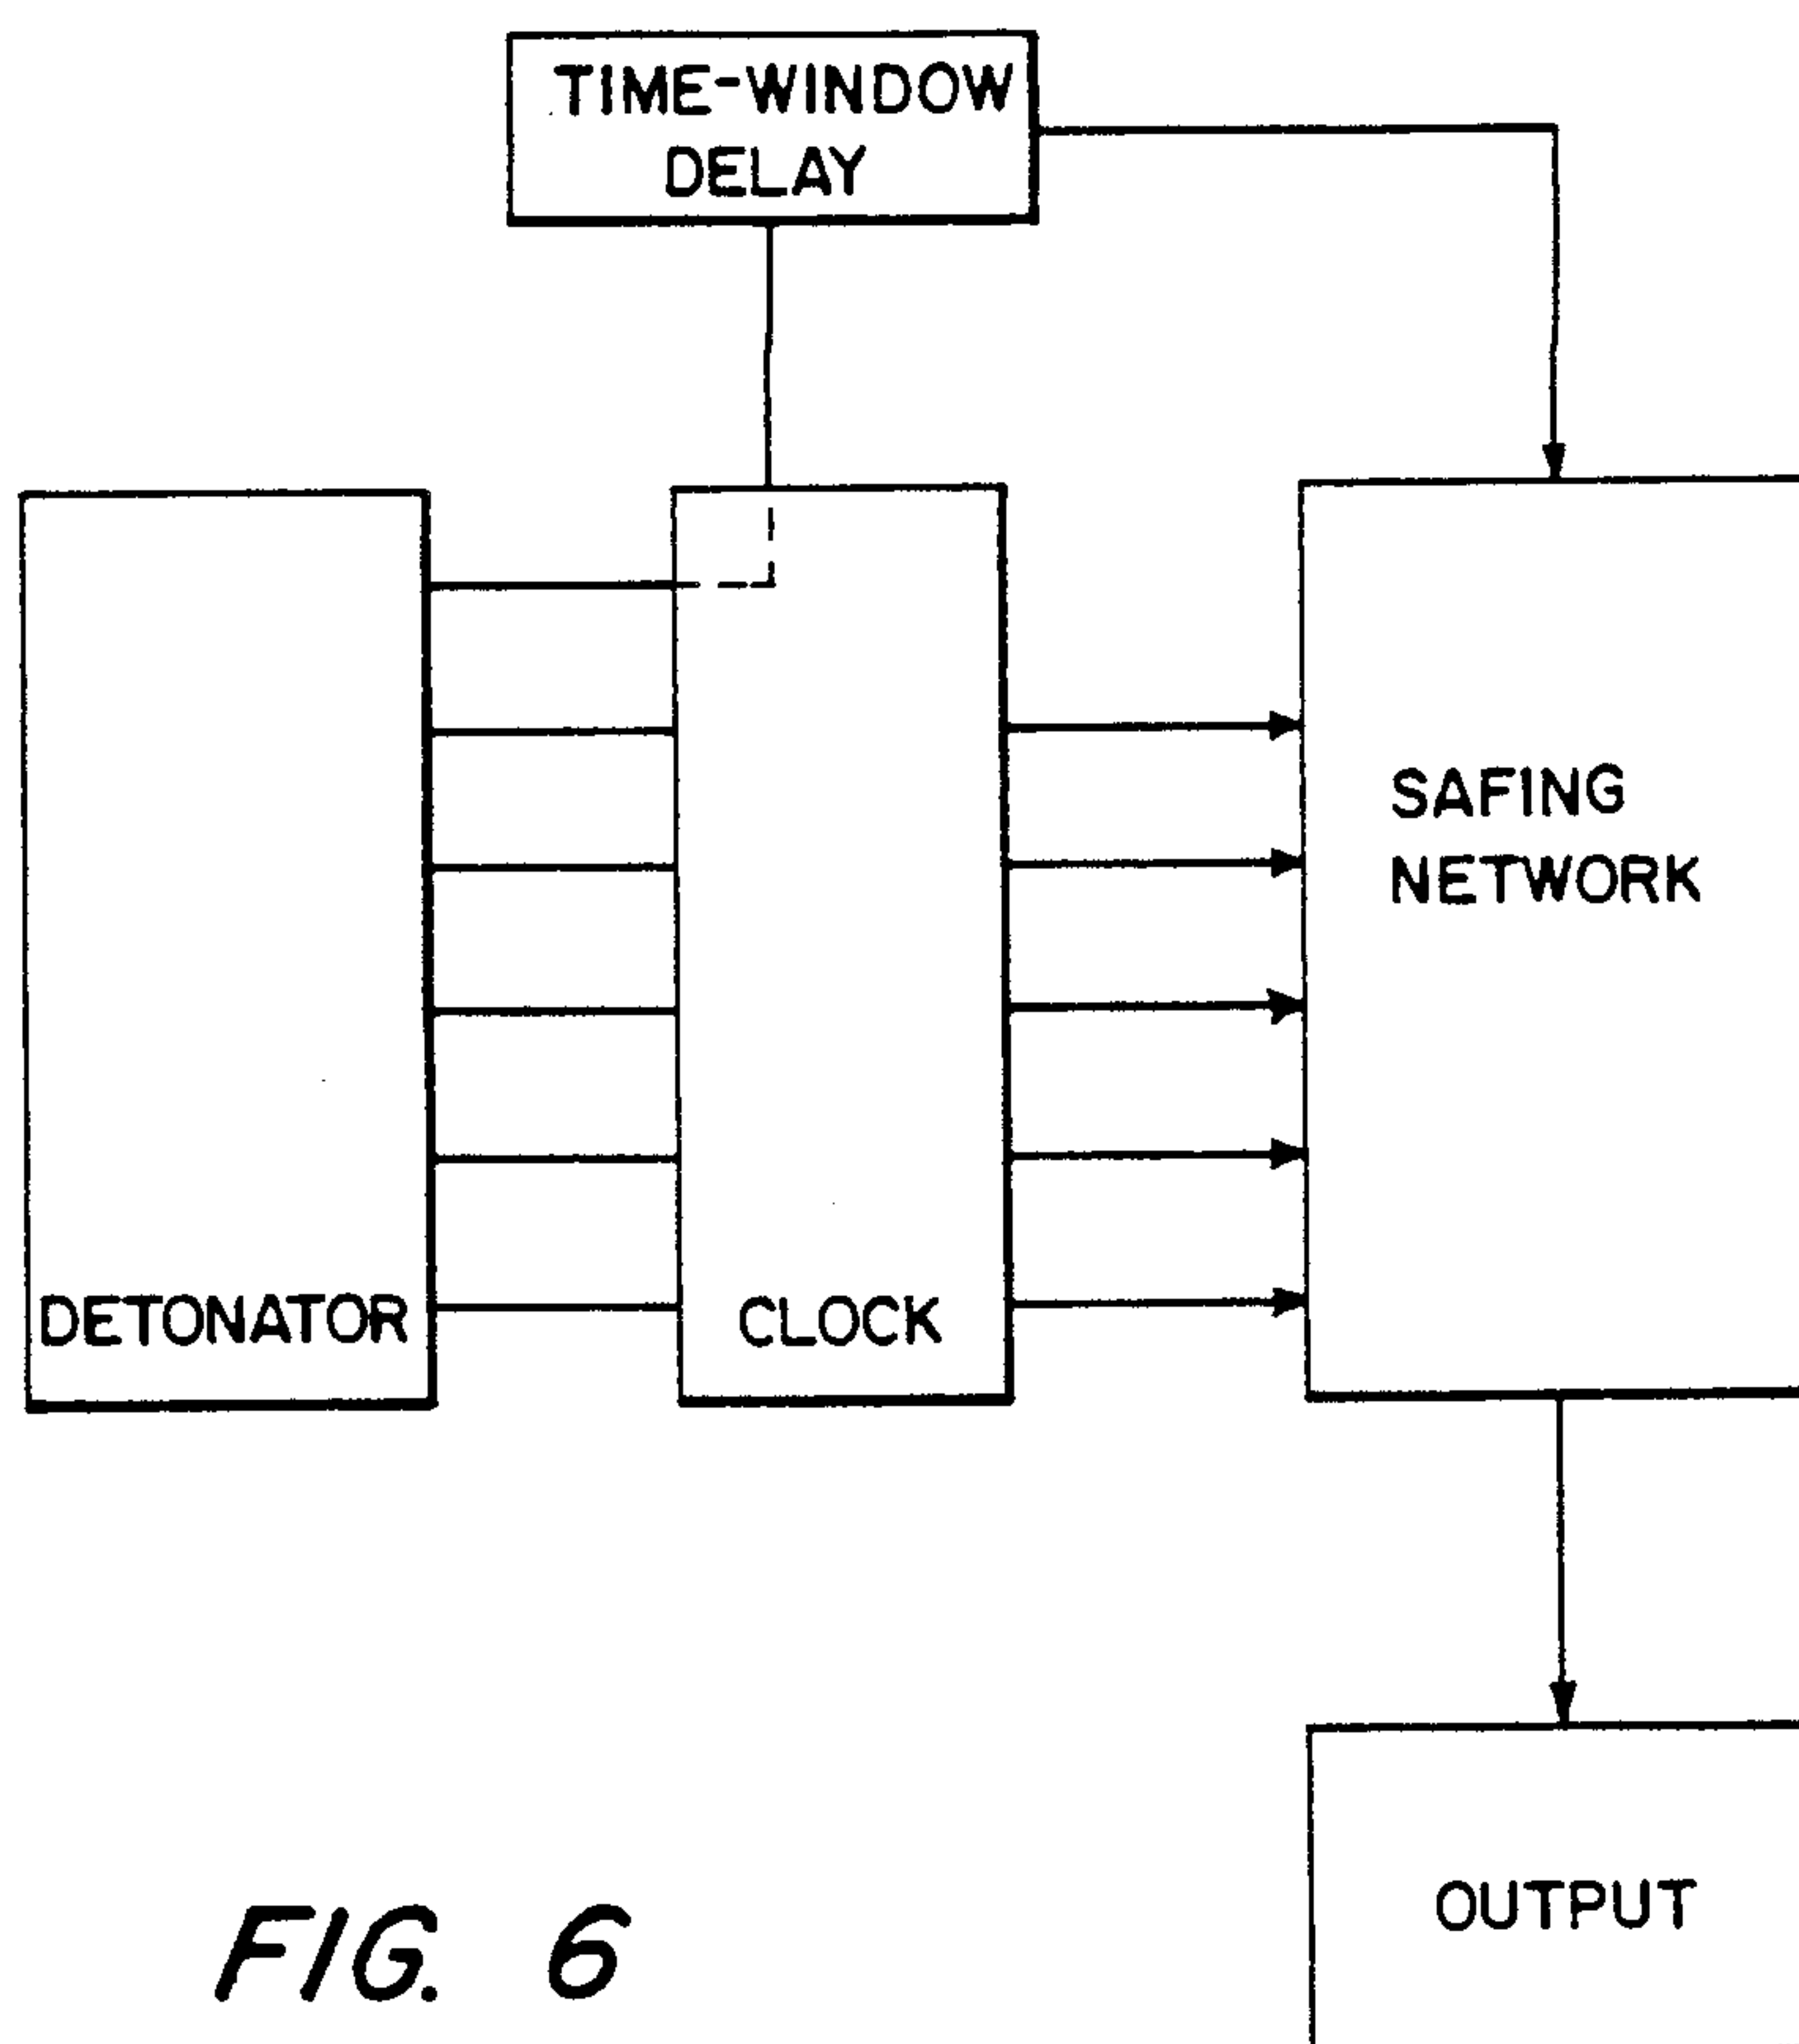 TIME-WINDOW
DELAY
SAFING
NETWORK
DETONATOR
CLOCK
OUTPUT
FIG. 6